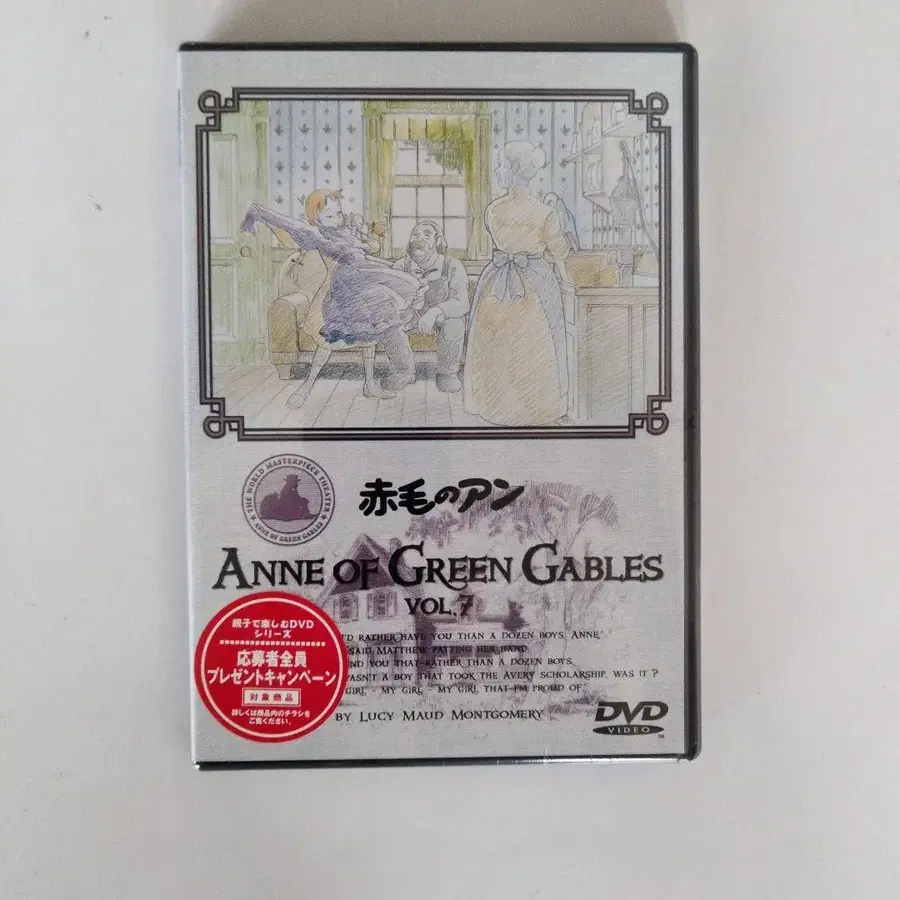 THE WORLD MASTERPIECE THEATER
ANNE OF GREEN GABLES
赤毛のアン
ANNE OF GREEN GABLES
VOL.7
I'D RATHER HAVE YOU THAN A DOZEN BOYS, ANNE
SAID MATTHEW PATTING HER HAND.
ND YOU THAT-RATHER THAN A DOZEN BOYS.
WASN'T A BOY THAT TOOK THE AVERY SCHOLARSHIP, WAS IT?
GIRL - MY GIRL - MY GIRL THAT I'M PROUD OF
BY LUCY MAUD MONTGOMERY
DVD
VIDEO
TM
親子で楽しむDVD
シリーズ
応募者全員
プレゼントキャンペーン
対象商品
詳しくは商品内のチラシを
ご覧ください。